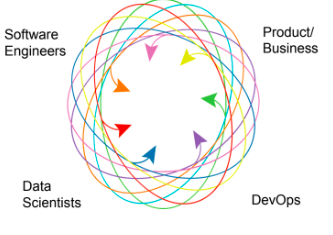 Software
Engineers
Product/
Business
Data
Scientists
DevOps